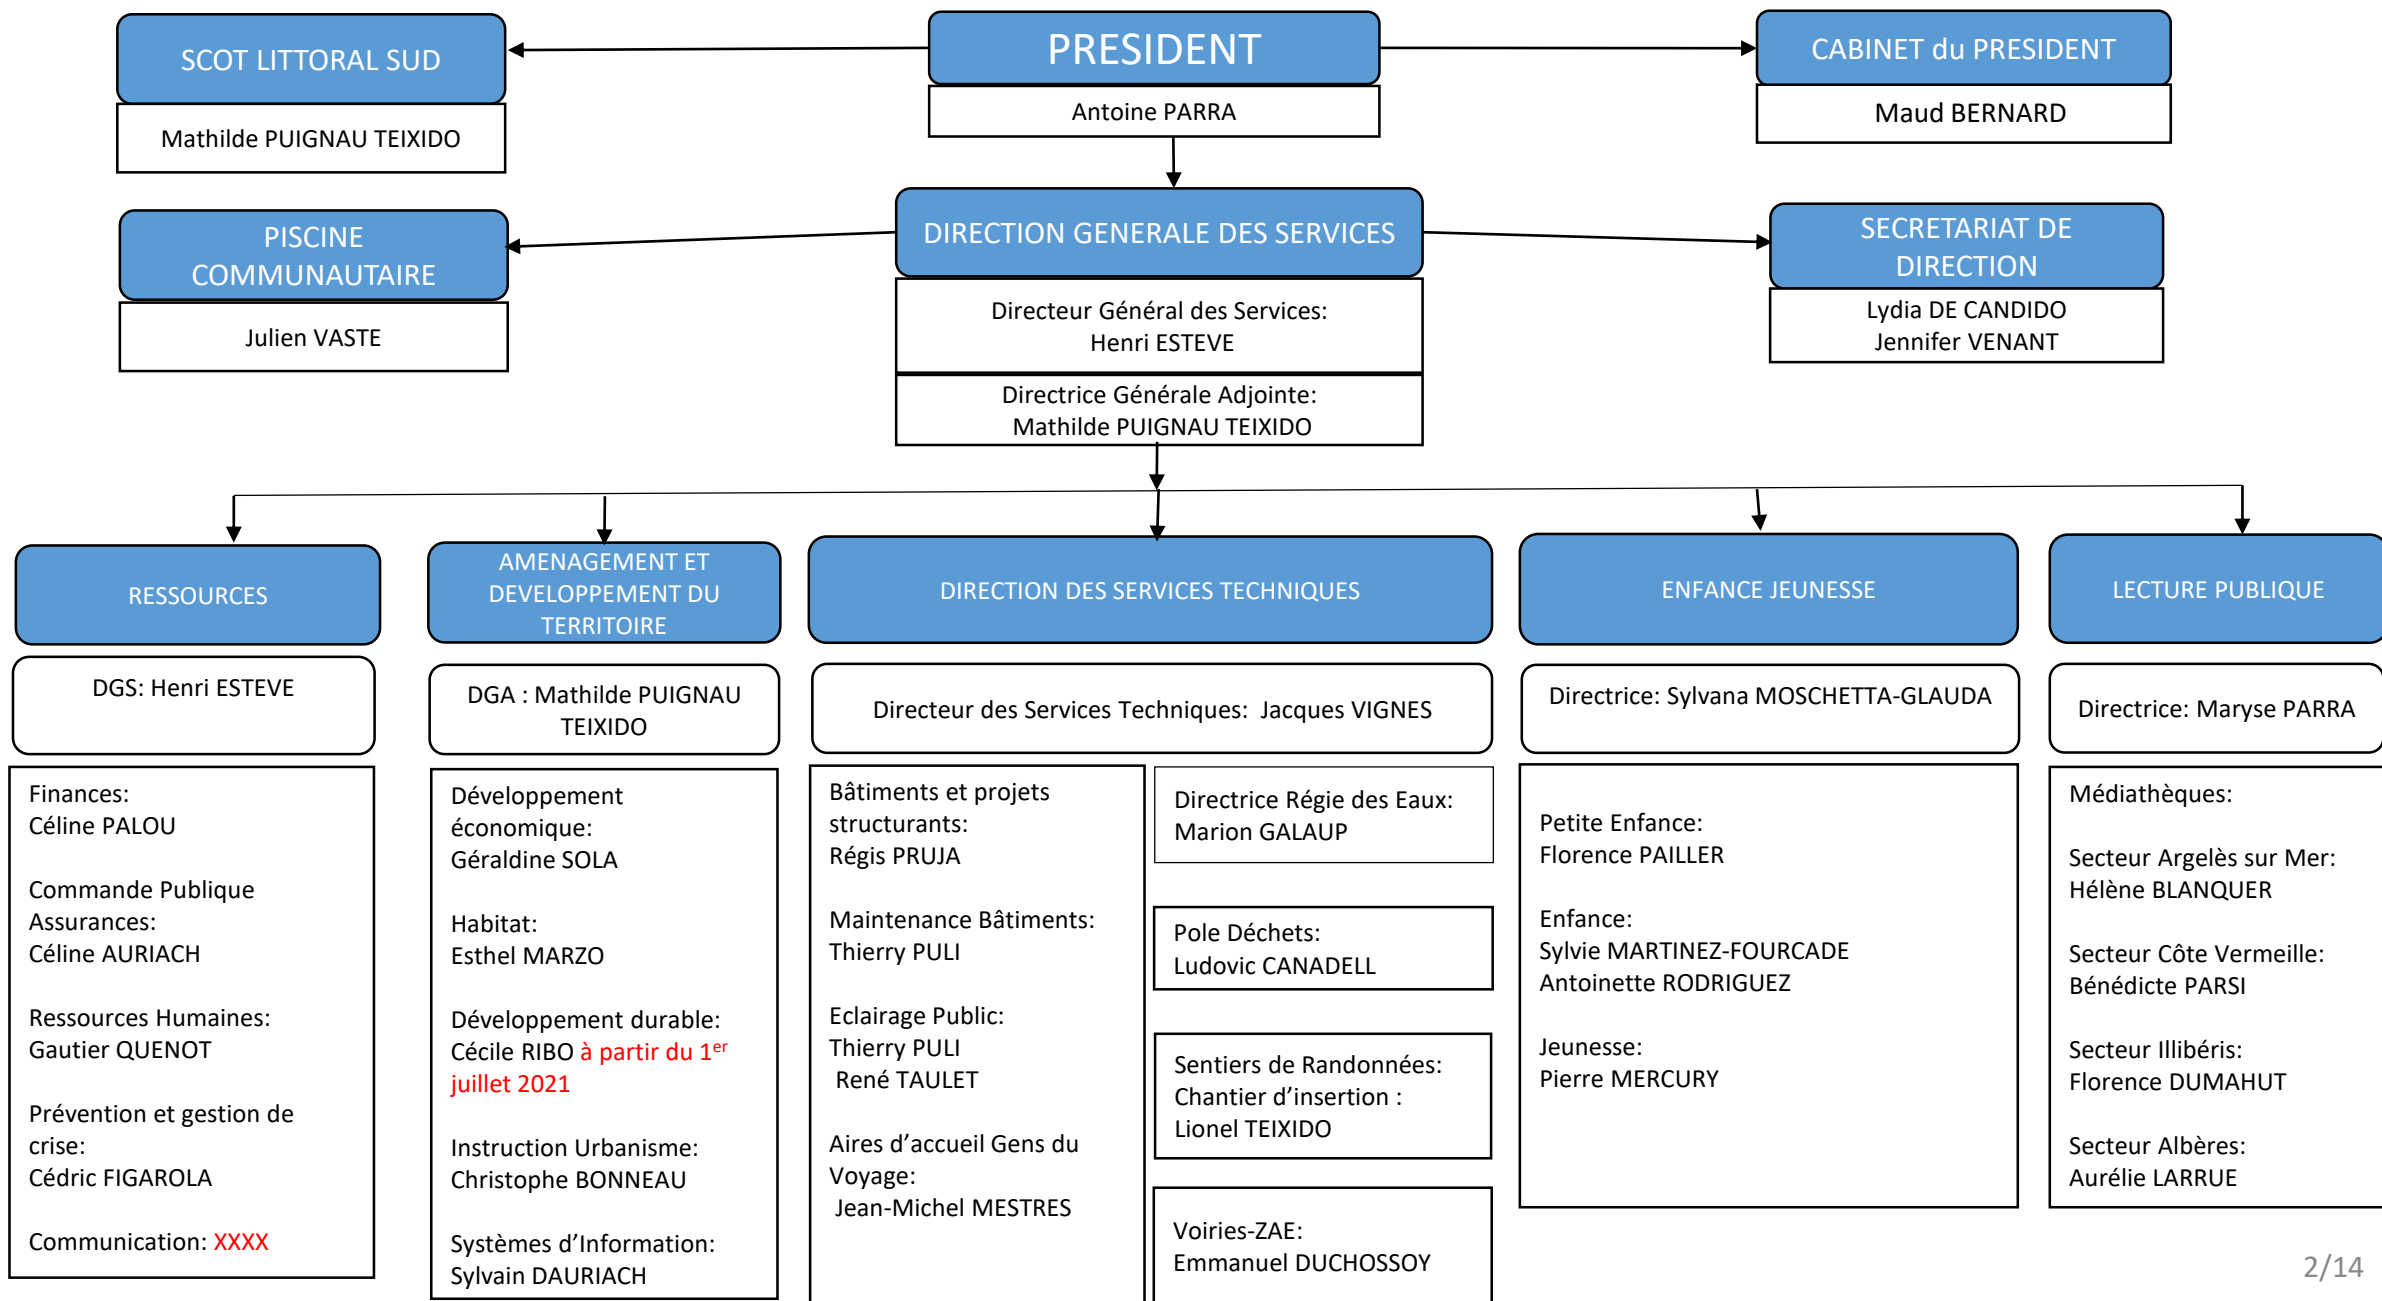 SCOT LITTORAL SUD
Mathilde PUIGNAU TEIXIDO
PRESIDENT
Antoine PARRA
CABINET du PRESIDENT
Maud BERNARD
PISCINE
COMMUNAUTAIRE
Julien VASTE
DIRECTION GENERALE DES SERVICES
Directeur Général des Services:
Henri ESTEVE
Directrice Générale Adjointe:
Mathilde PUIGNAU TEIXIDO
SECRETARIAT DE
DIRECTION
Lydia DE CANDIDO
Jennifer VENANT
RESSOURCES
DGS: Henri ESTEVE
Finances:
Céline PALOU
Commande Publique
Assurances:
Céline AURIACH
Ressources Humaines:
Gautier QUENOT
Prévention et gestion de
crise:
Cédric FIGAROLA
Communication: XXXX
AMENAGEMENT ET
DEVELOPPEMENT DU
TERRITOIRE
DGA : Mathilde PUIGNAU
TEIXIDO
Développement
économique:
Géraldine SOLA
Habitat:
Esthel MARZO
Développement durable:
Cécile RIBO à partir du 1er
juillet 2021
Instruction Urbanisme:
Christophe BONNEAU
Systèmes d’Information:
Sylvain DAURIACH
DIRECTION DES SERVICES TECHNIQUES
Directeur des Services Techniques: Jacques VIGNES
Bâtiments et projets
structurants:
Régis PRUJA
Maintenance Bâtiments:
Thierry PULI
Eclairage Public:
Thierry PULI
René TAULET
Aires d’accueil Gens du
Voyage:
Jean-Michel MESTRES
Directrice Régie des Eaux:
Marion GALAUP
Pole Déchets:
Ludovic CANADELL
Sentiers de Randonnées:
Chantier d’insertion :
Lionel TEIXIDO
Voiries-ZAE:
Emmanuel DUCHOSSOY
ENFANCE JEUNESSE
Directrice: Sylvana MOSCHETTA-GLAUDA
Petite Enfance:
Florence PAILLER
Enfance:
Sylvie MARTINEZ-FOURCADE
Antoinette RODRIGUEZ
Jeunesse:
Pierre MERCURY
LECTURE PUBLIQUE
Directrice: Maryse PARRA
Médiathèques:
Secteur Argelès sur Mer:
Hélène BLANQUER
Secteur Côte Vermeille:
Bénédicte PARSI
Secteur Illibéris:
Florence DUMAHUT
Secteur Albères:
Aurélie LARRUE
2/14